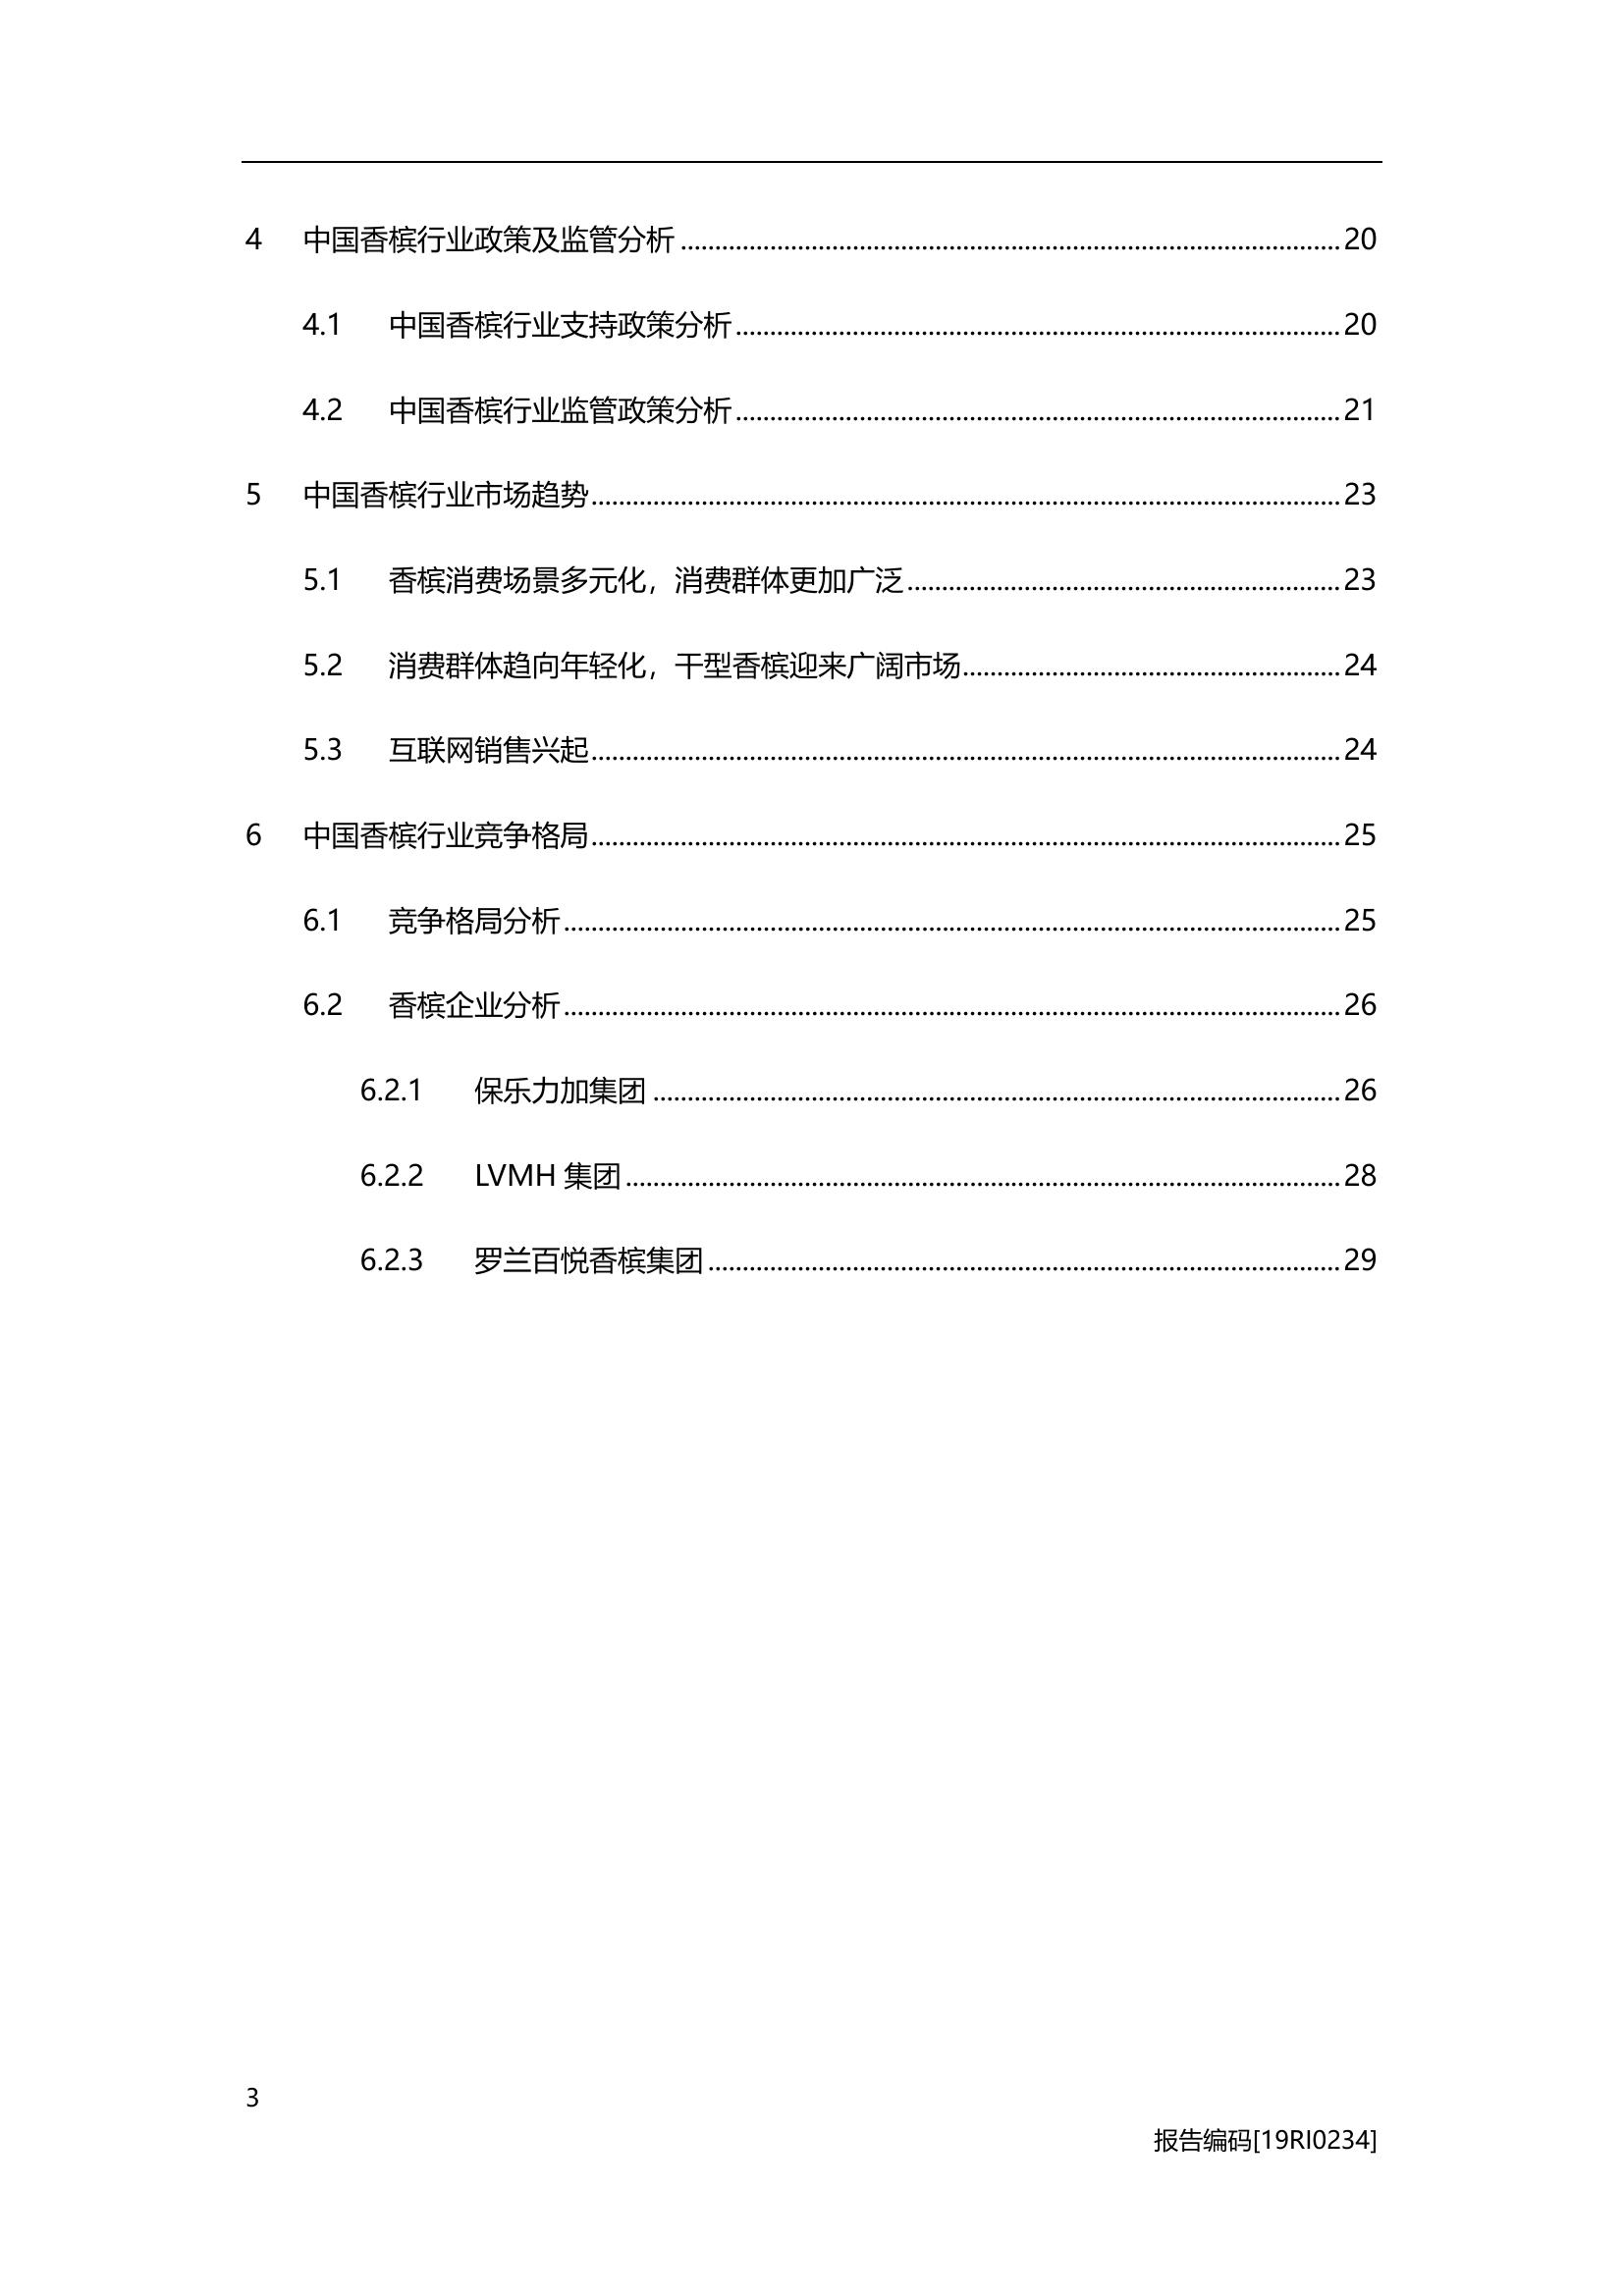 4 中国香槟行业政策及监管分析 20
4.1 中国香槟行业支持政策分析 20
4.2 中国香槟行业监管政策分析 21
5 中国香槟行业市场趋势 23
5.1 香槟消费场景多元化，消费群体更加广泛 23
5.2 消费群体趋向年轻化，干型香槟迎来广阔市场 24
5.3 互联网销售兴起 24
6 中国香槟行业竞争格局 25
6.1 竞争格局分析 25
6.2 香槟企业分析 26
6.2.1 保乐力加集团 26
6.2.2 LVMH 集团 28
6.2.3 罗兰百悦香槟集团 29
3
报告编码[19RI0234]